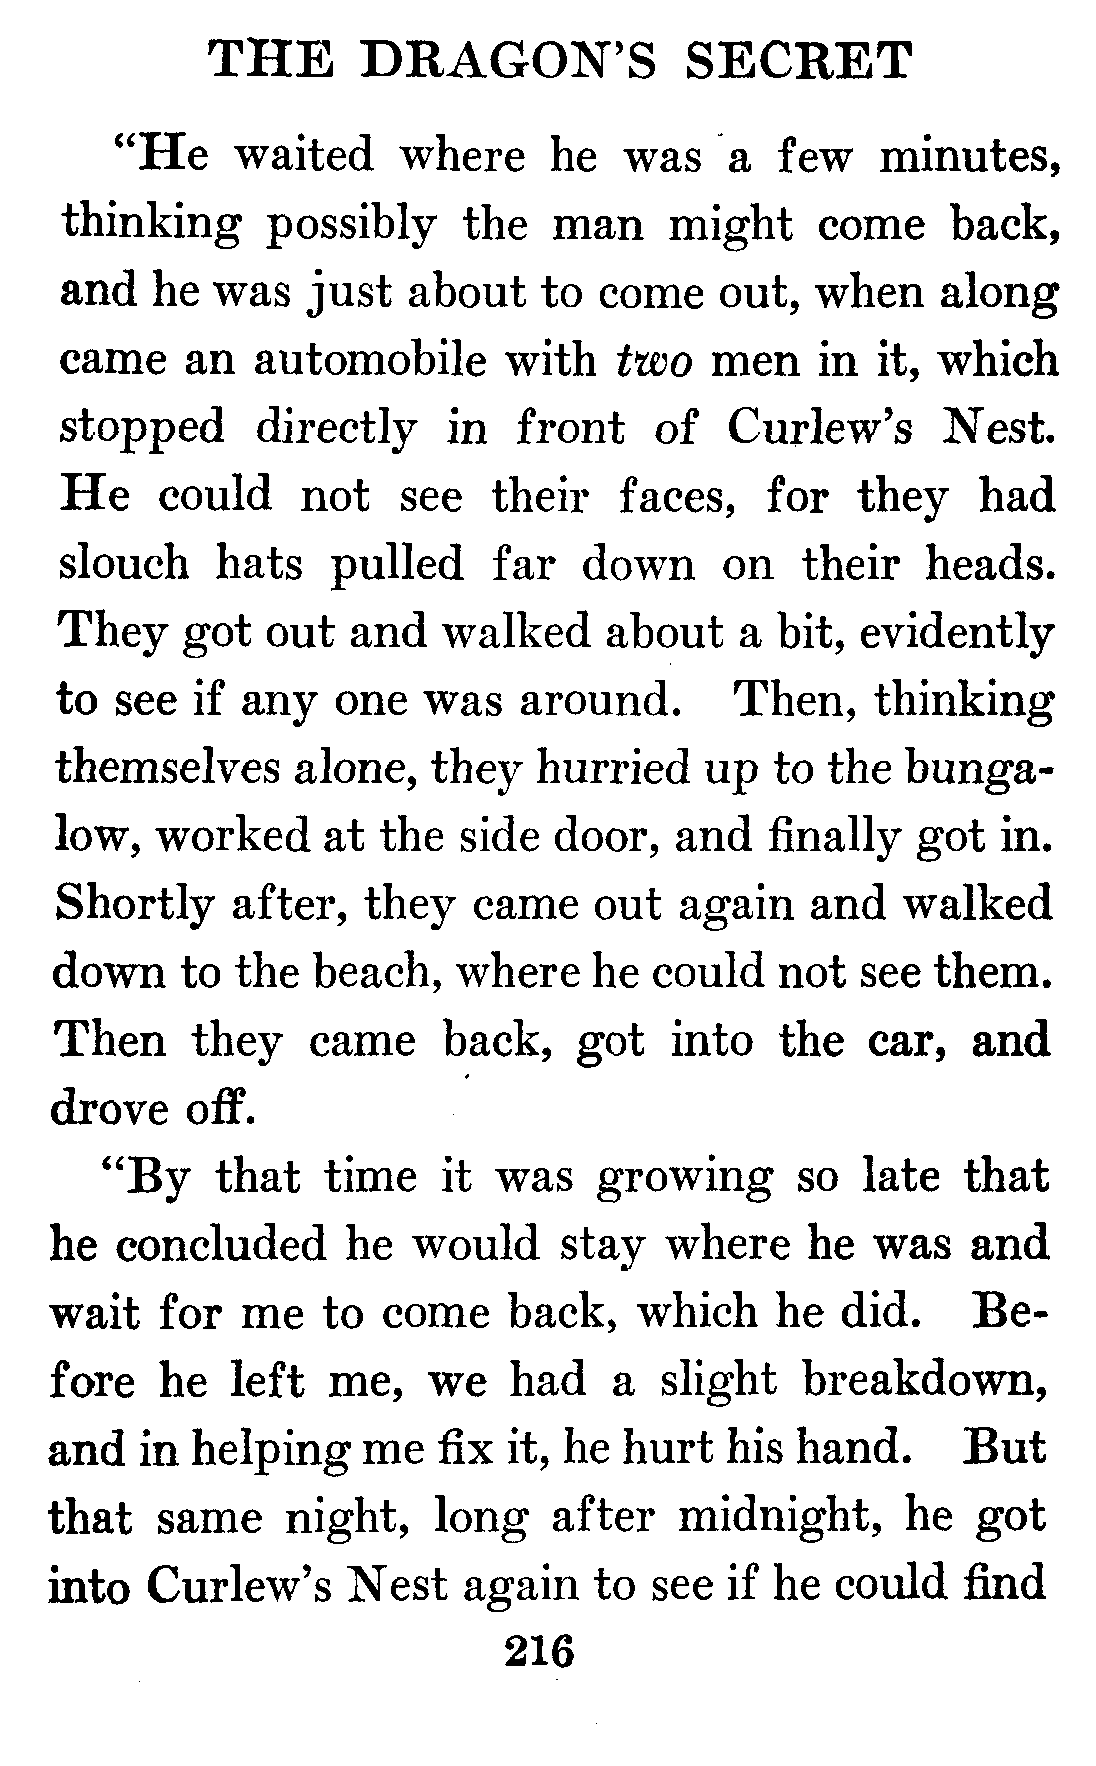 THE DRAGON'S SECRET
“He waited where he was a few minutes,
thinking possibly the man might come back,
and he was just about to come out, when along
came an automobile with two men in it, which
stopped directly in front of Curlew's Nest.
He could not see their faces, for they had
slouch hats pulled far down on their heads.
They got out and walked about a bit, evidently
to see if any one was around. Then, thinking
themselves alone, they hurried up to the bunga-
low, worked at the side door, and finally got in.
Shortly after, they came out again and walked
down to the beach, where he could not see them.
Then they came back, got into the car, and
drove off.
“By that time it was growing so late that
he concluded he would stay where he was and
wait for me to come back, which he did. Be-
fore he left me, we had a slight breakdown,
and in helping me fix it, he hurt his hand. But
that same night, long after midnight, he got
into Curlew's Nest again to see if he could find
216